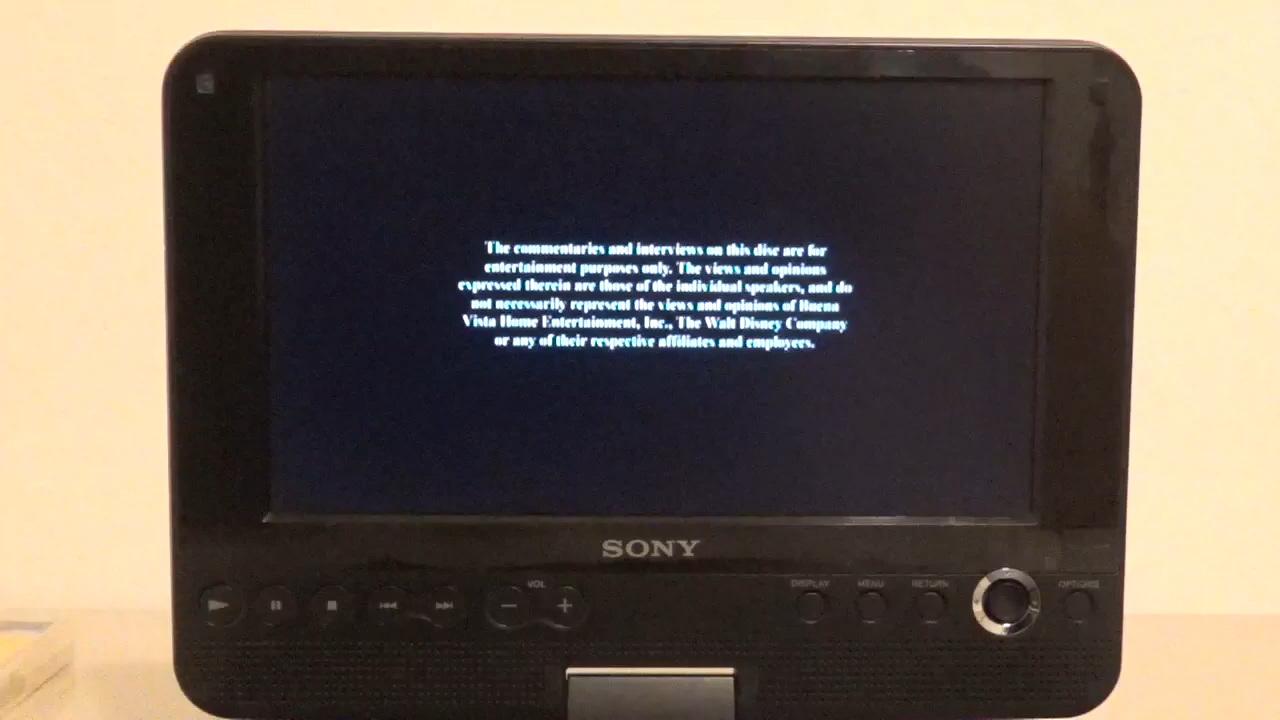 The commentaries and interviews on this disc are for
entertainment purposes only. The views and opinions
expressed therein are those of the individual speakers, and do
not necessarily represent the views and opinions of Buena
Vista Home Entertainment, Inc., The Walt Disney Company
or any of their respective affiliates and employees.
SONY
VOL
DISPLAY MENU RETURN OPTIONS